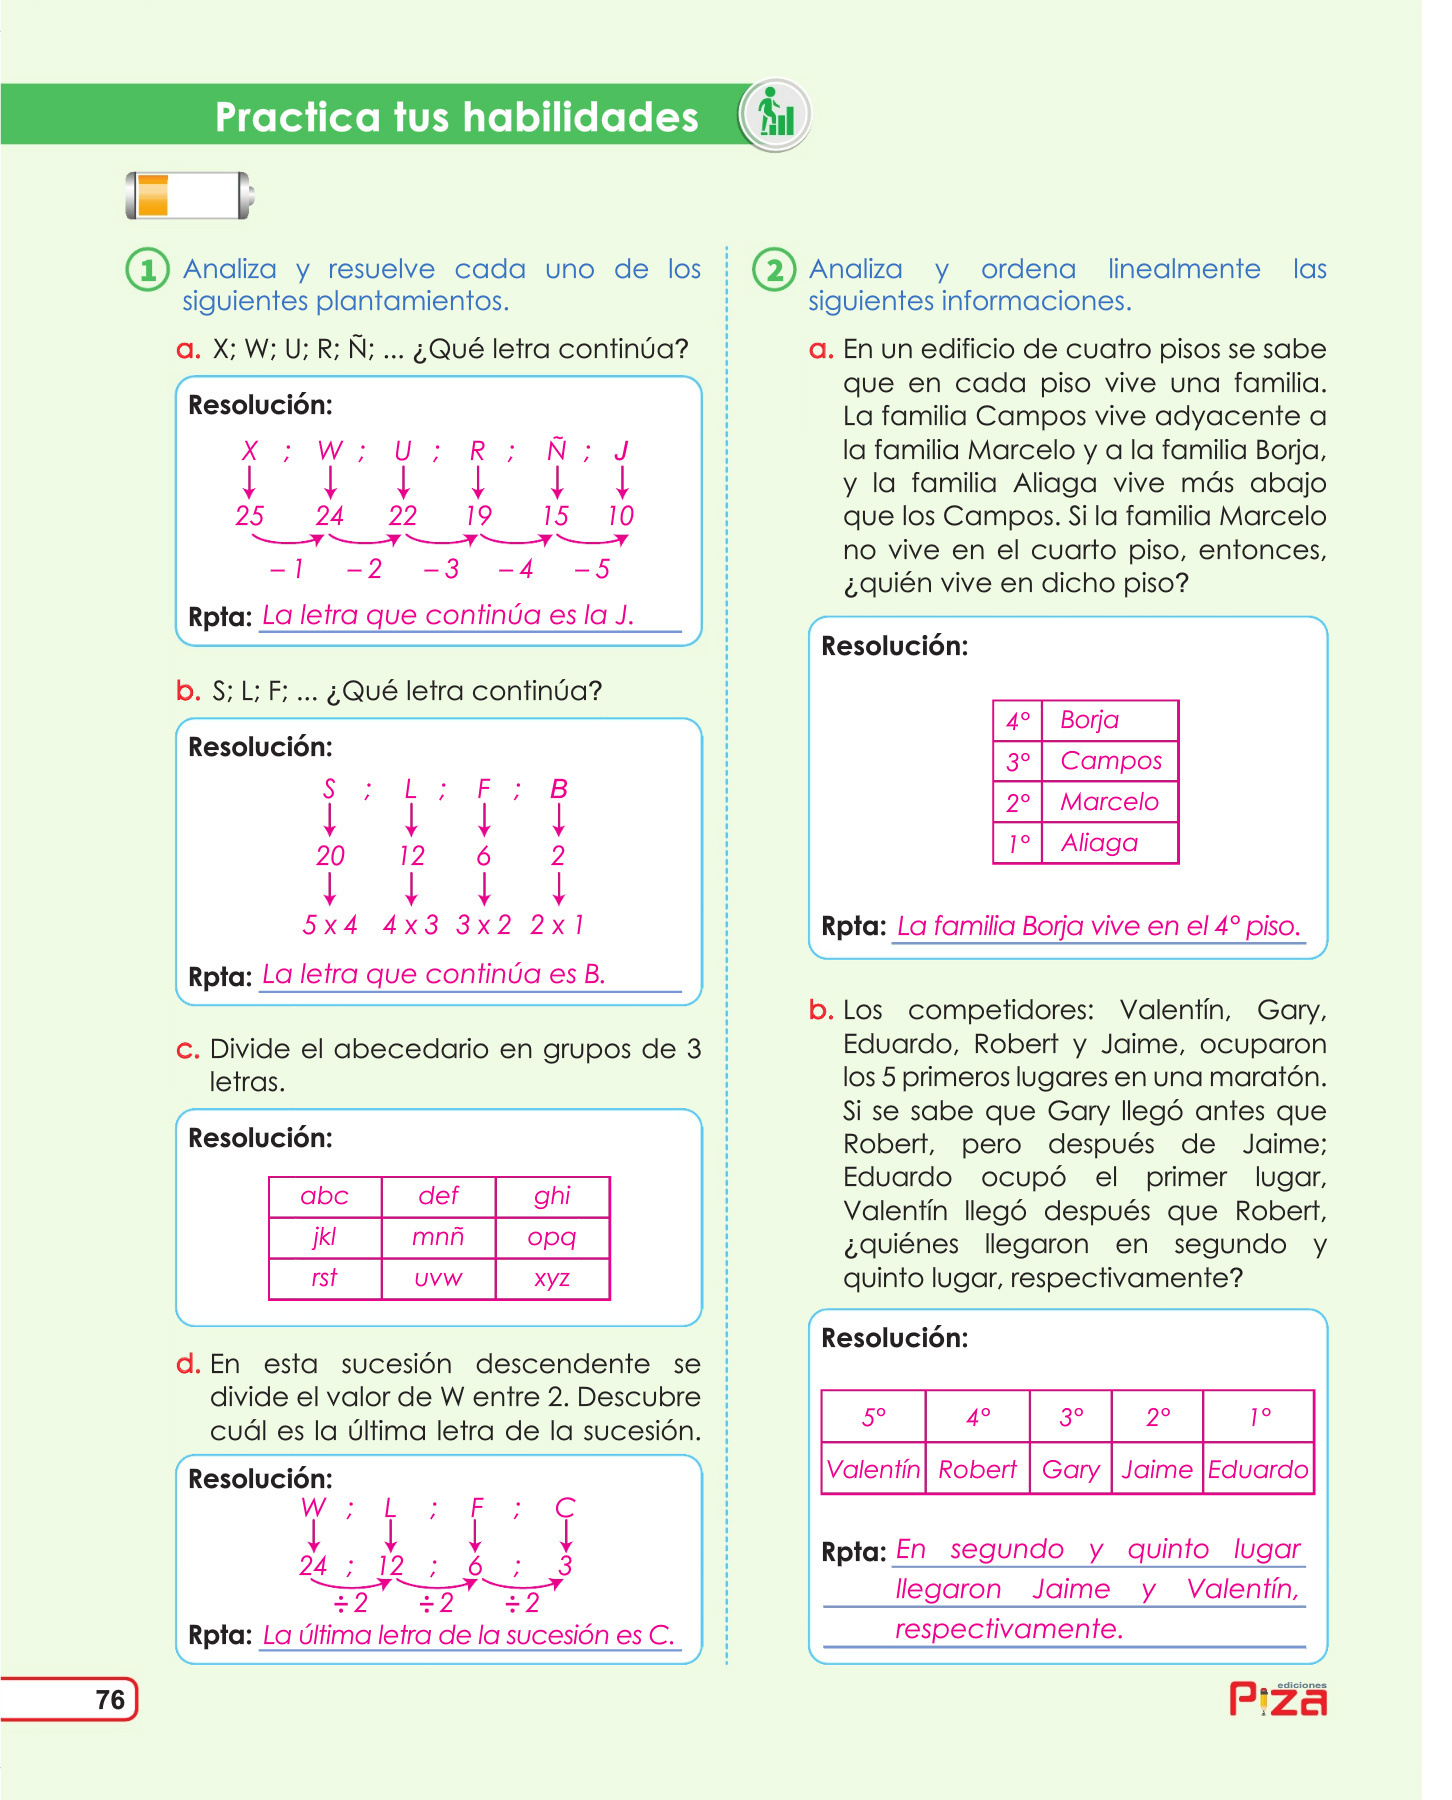 Practica tus habilidades
1 Analiza y resuelve cada uno de los
siguientes plantamientos.
a. X; W; U; R; Ñ; ... ¿Qué letra continúa?
Resolución:
X ; W ; U ; R ; Ñ ; J
25 24 22 19 15 10
– 1 – 2 – 3 – 4 – 5
Rpta: La letra que continúa es la J.
b. S; L; F; ... ¿Qué letra continúa?
Resolución:
S ; L ; F ; B
20 12 6 2
5 x 4 4 x 3 3 x 2 2 x 1
Rpta: La letra que continúa es B.
c. Divide el abecedario en grupos de 3
letras.
Resolución:
abc def ghi
jkl mnñ opq
rst uvw xyz
d. En esta sucesión descendente se
divide el valor de W entre 2. Descubre
cuál es la última letra de la sucesión.
Resolución:
W ; L ; F ; C
24 ; 12 ; 6 ; 3
÷2 ÷2 ÷2
Rpta: La última letra de la sucesión es C.
2 Analiza y ordena linealmente las
siguientes informaciones.
a. En un edificio de cuatro pisos se sabe
que en cada piso vive una familia.
La familia Campos vive adyacente a
la familia Marcelo y a la familia Borja,
y la familia Aliaga vive más abajo
que los Campos. Si la familia Marcelo
no vive en el cuarto piso, entonces,
¿quién vive en dicho piso?
Resolución:
4° Borja
3° Campos
2° Marcelo
1° Aliaga
Rpta: La familia Borja vive en el 4° piso.
b. Los competidores: Valentín, Gary,
Eduardo, Robert y Jaime, ocuparon
los 5 primeros lugares en una maratón.
Si se sabe que Gary llegó antes que
Robert, pero después de Jaime;
Eduardo ocupó el primer lugar,
Valentín llegó después que Robert,
¿quiénes llegaron en segundo y
quinto lugar, respectivamente?
Resolución:
5° 4° 3° 2° 1°
Valentín Robert Gary Jaime Eduardo
Rpta: En segundo y quinto lugar
llegaron Jaime y Valentín,
respectivamente.
76
ediciones
Piza